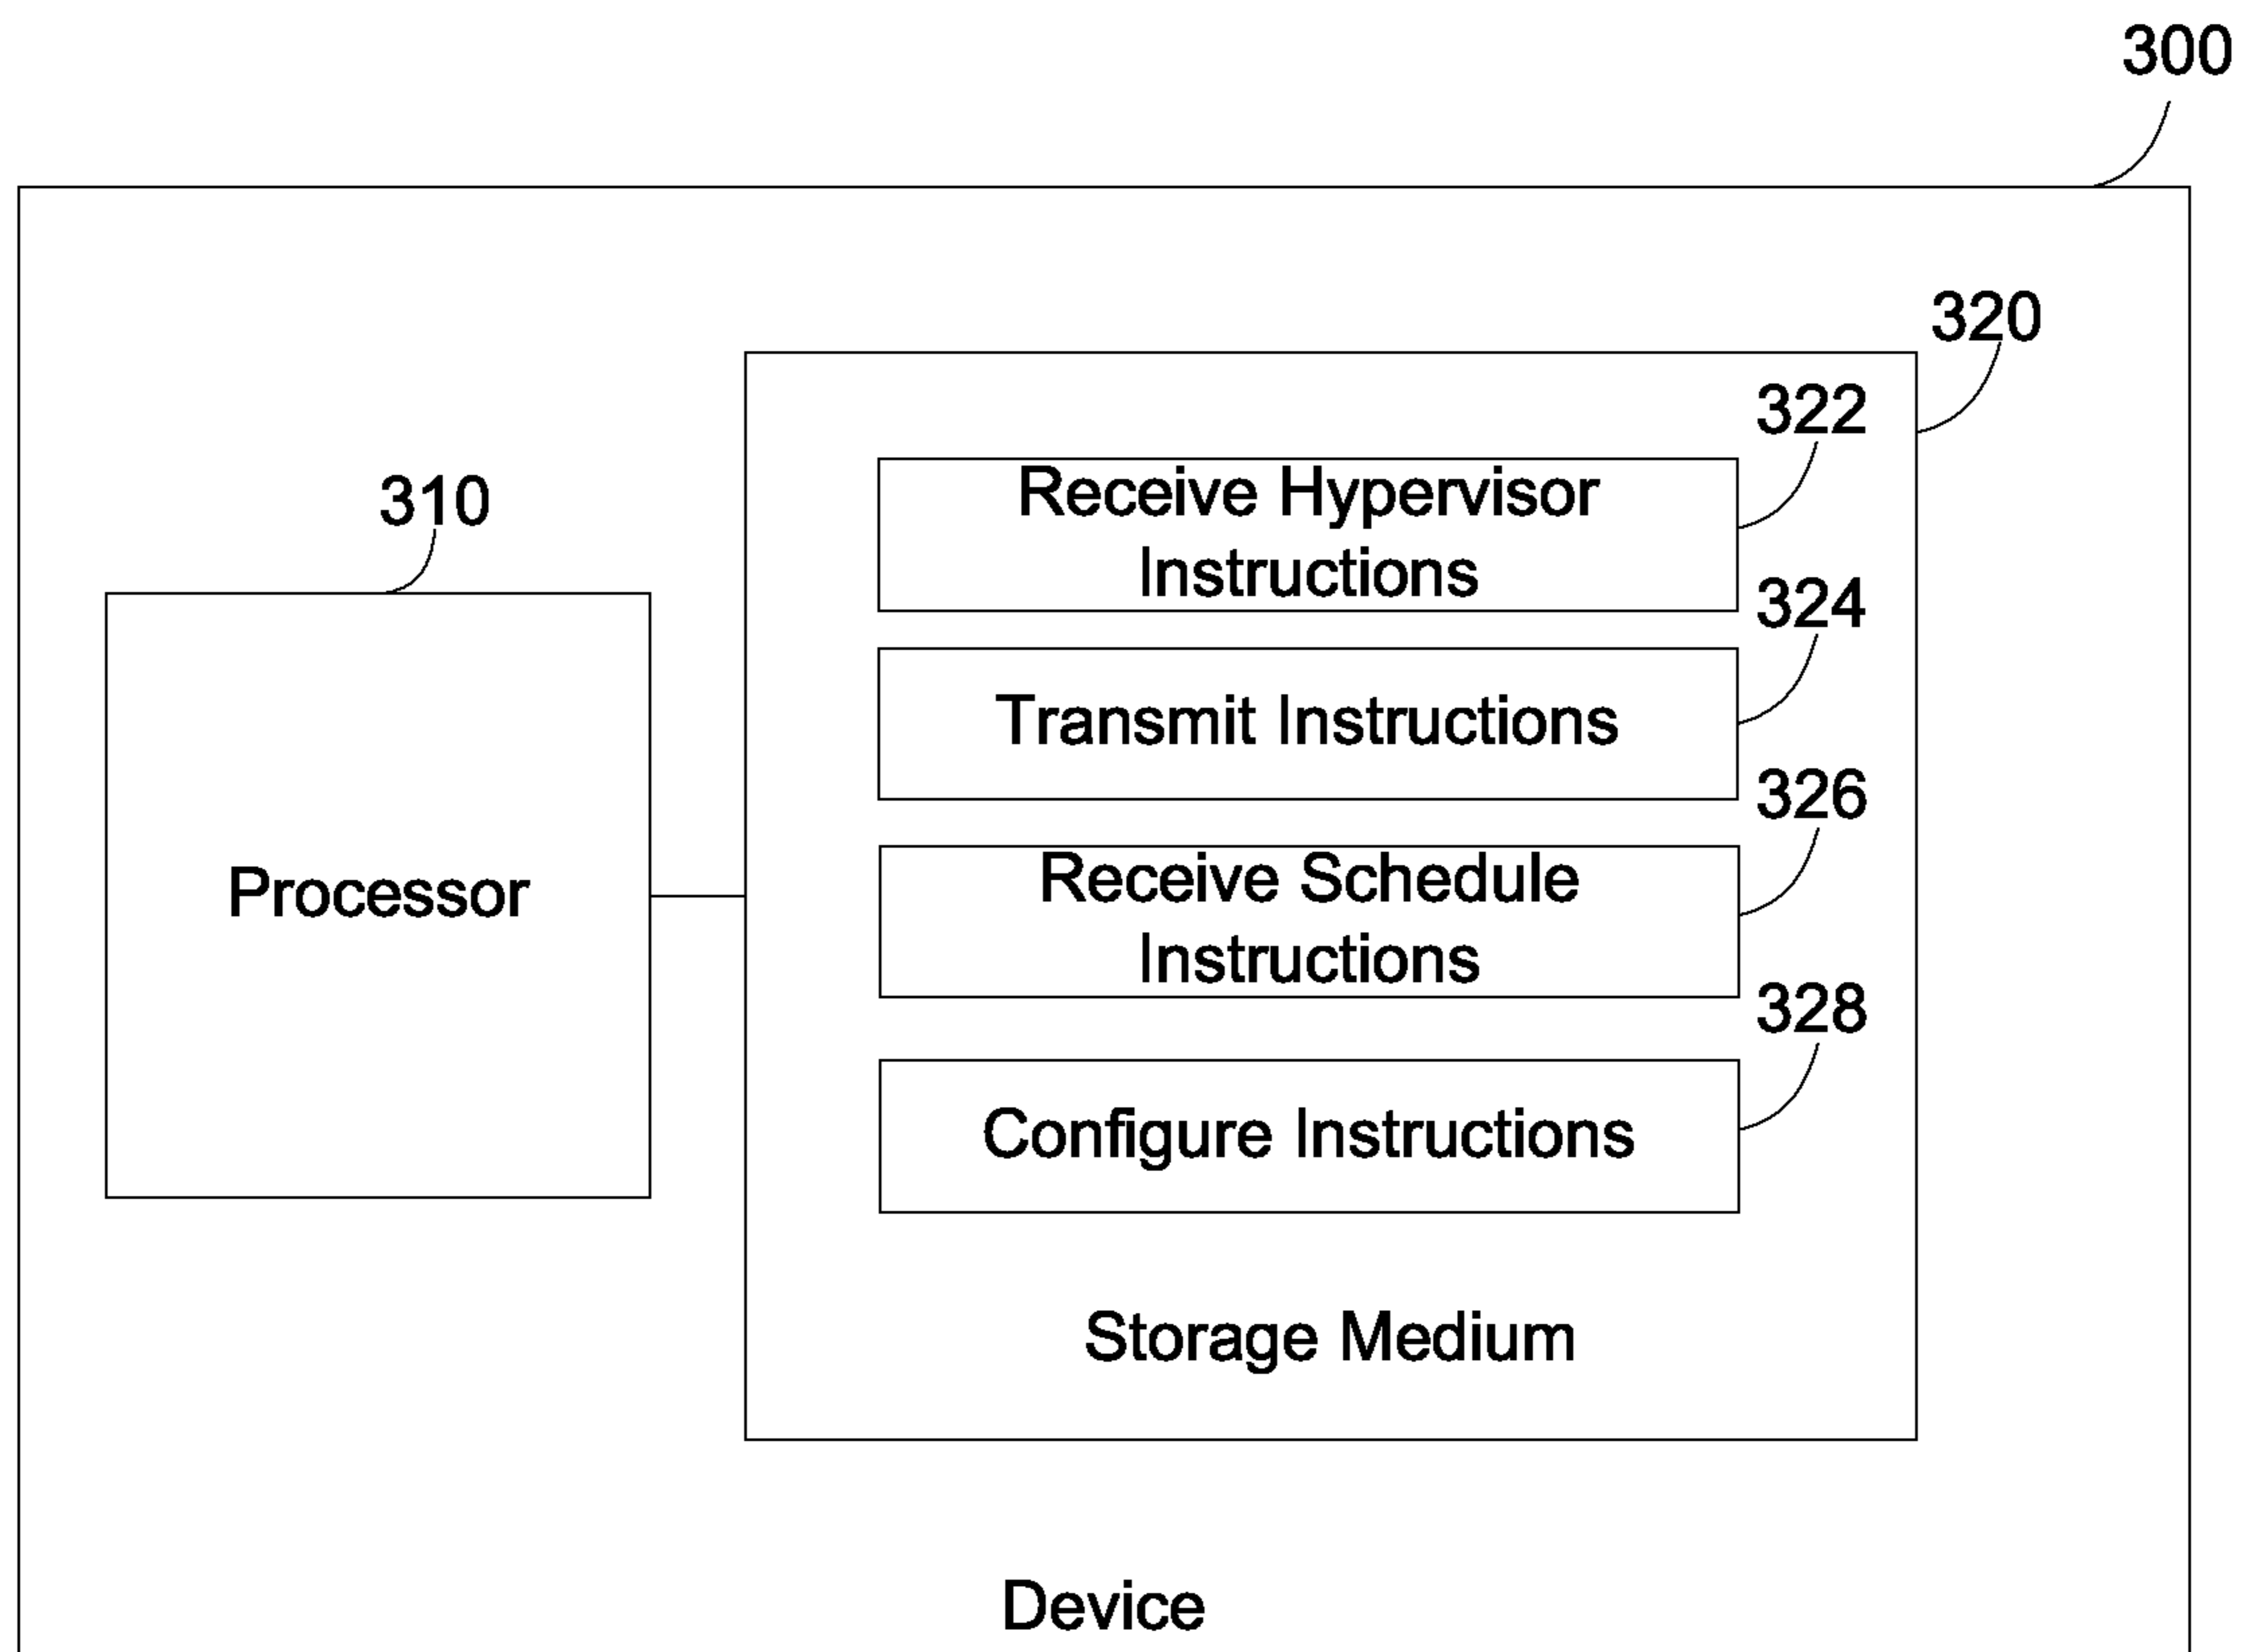 300
320
322
Receive Hypervisor
Instructions
310
324
Transmit Instructions
326
Receive Schedule
Instructions
Processor
328
Configure Instructions
Storage Medium
Device